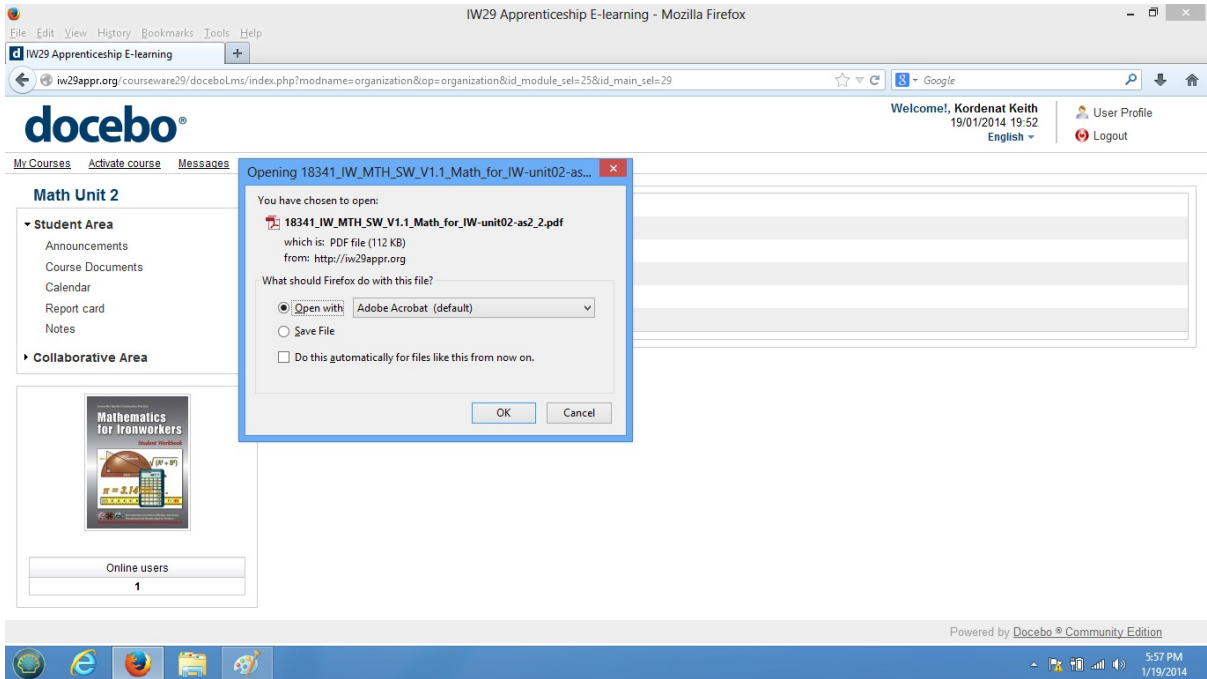 IW29 Apprenticeship E-learning - Mozilla Firefox
File Edit View History Bookmarks Tools Help
d IW29 Apprenticeship E-learning +
iw29appr.org/courseware29/doceboLms/index.php?modname=organization&op=organization&id_module_sel=25&id_main_sel=29
8 Google
docebo®
Welcome!, Kordenat Keith
19/01/2014 19:52
English
User Profile
Logout
My Courses Activate course Messages
Math Unit 2
Student Area
Announcements
Course Documents
Calendar
Report card
Notes
Collaborative Area
Opening 18341_IW_MTH_SW_V1.1_Math_for_IW-unit02-as...
You have chosen to open:
18341_IW_MTH_SW_V1.1_Math_for_IW-unit02-as2_2.pdf
which is: PDF file (112 KB)
from: http://iw29appr.org
What should Firefox do with this file?
Open with Adobe Acrobat (default)
Save File
Do this automatically for files like this from now on.
OK Cancel
Mathematics
for Ironworkers
Student Workbook
√(A² + B²)
π = 3.14
Online users
1
Powered by Docebo ® Community Edition
5:57 PM
1/19/2014